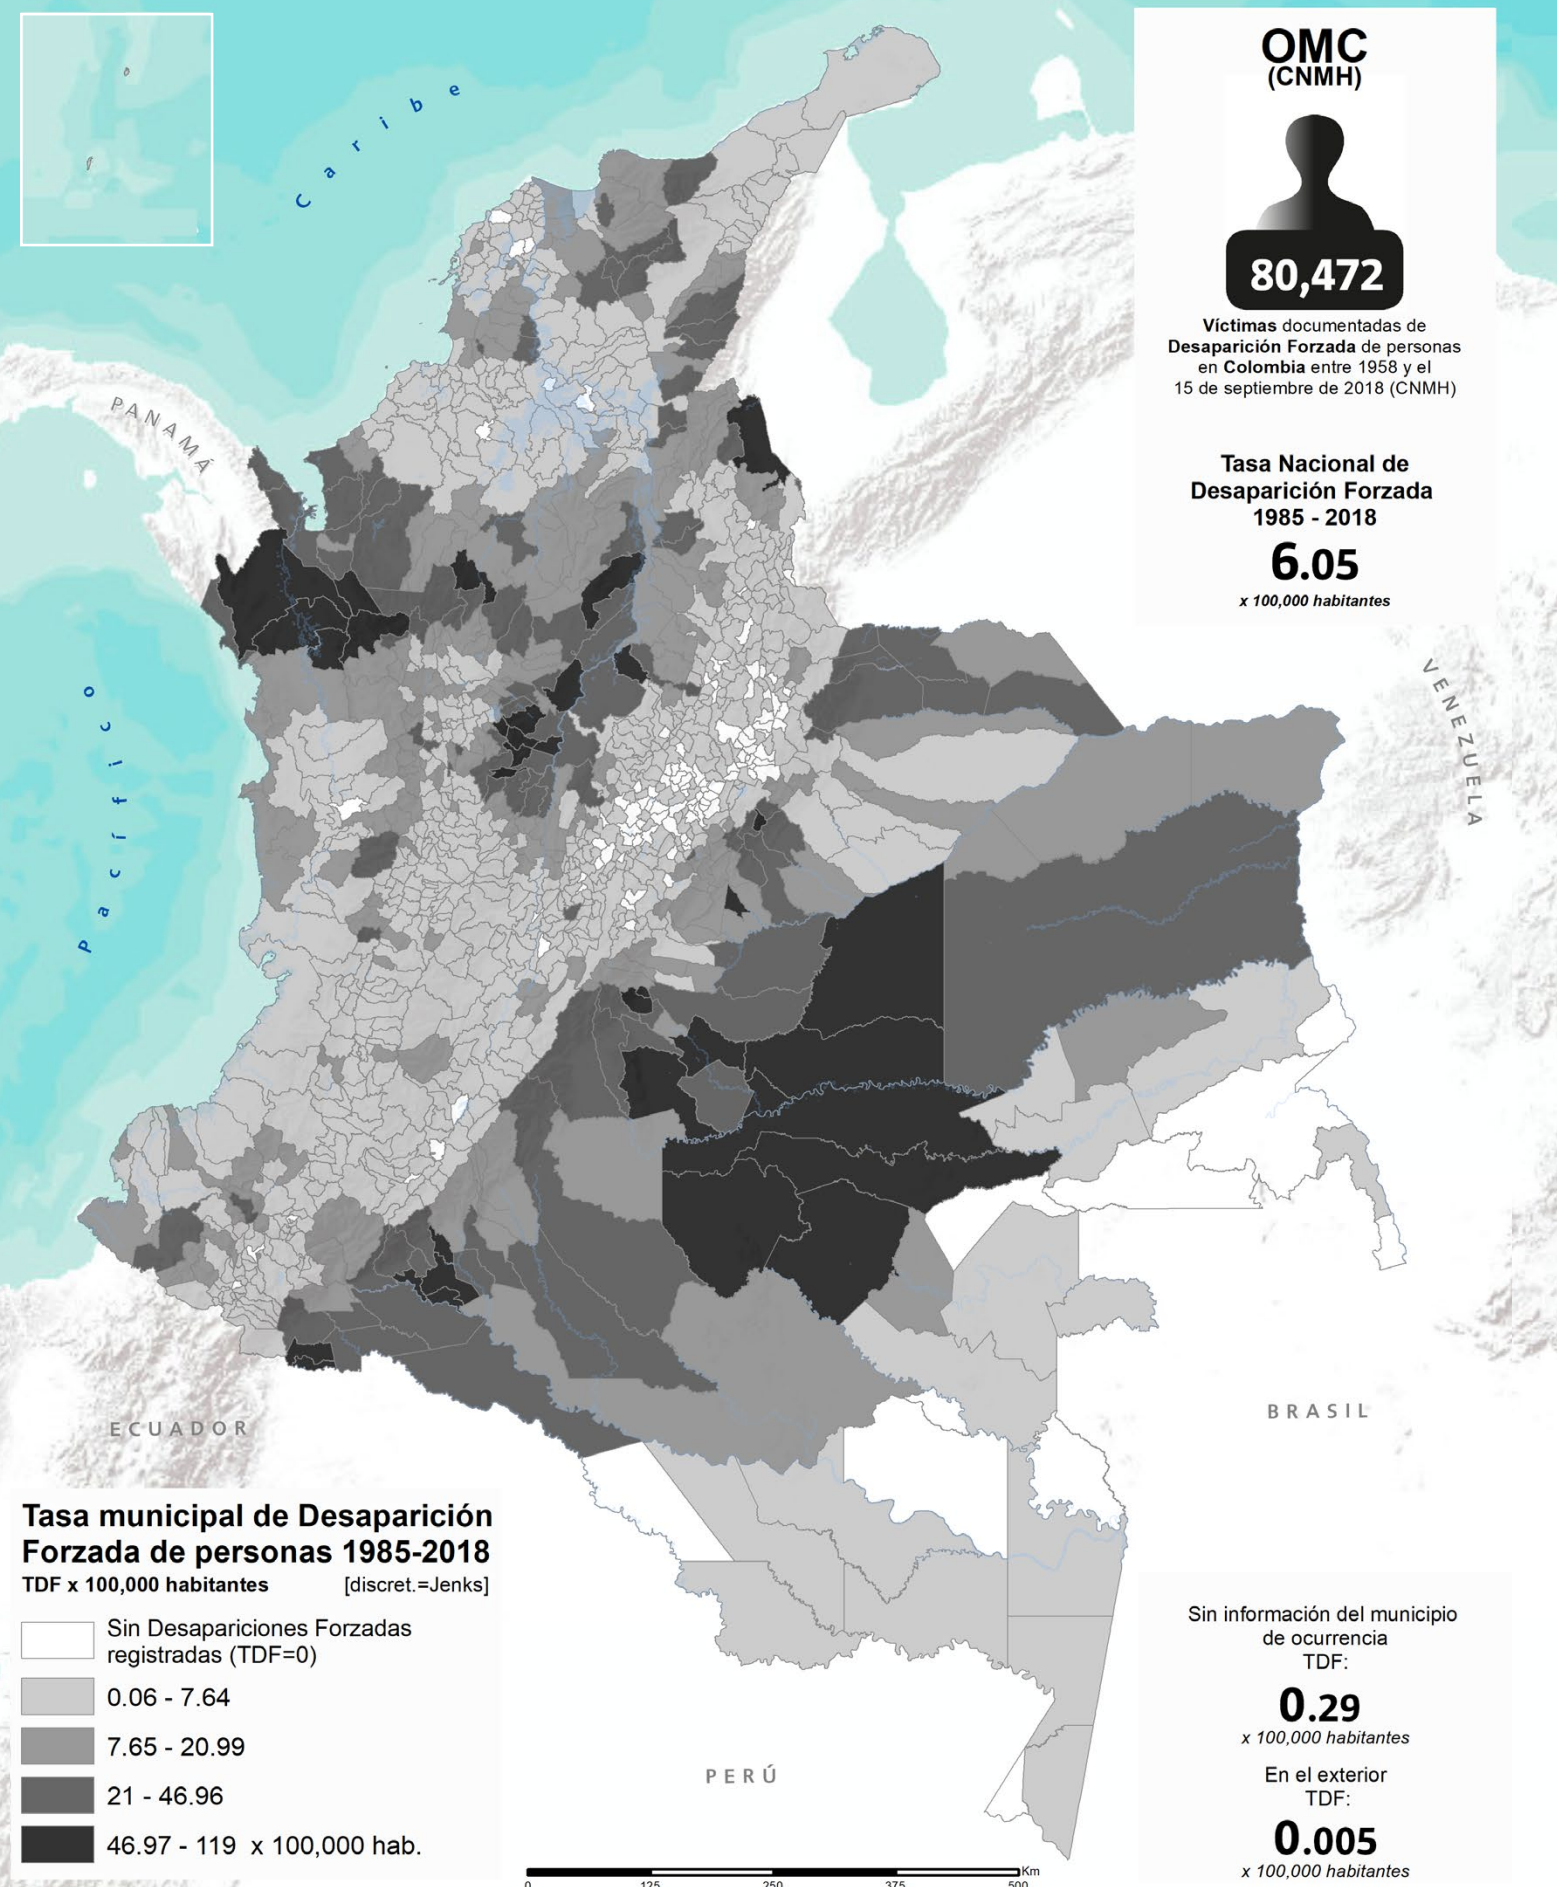 Caribe
OMC
(CNMH)
80,472
Víctimas documentadas de
Desaparición Forzada de personas
en Colombia entre 1958 y el
15 de septiembre de 2018 (CNMH)
Tasa Nacional de
Desaparición Forzada
1985 - 2018
6.05
x 100,000 habitantes
PANAMÁ
Pacífico
VENEZUELA
ECUADOR
BRASIL
PERÚ
Tasa municipal de Desaparición
Forzada de personas 1985-2018
TDF x 100,000 habitantes [discret.=Jenks]
Sin Desapariciones Forzadas
registradas (TDF=0)
0.06 - 7.64
7.65 - 20.99
21 - 46.96
46.97 - 119 x 100,000 hab.
Sin información del municipio
de ocurrencia
TDF:
0.29
x 100,000 habitantes
En el exterior
TDF:
0.005
x 100,000 habitantes
Km
0 125 250 375 500